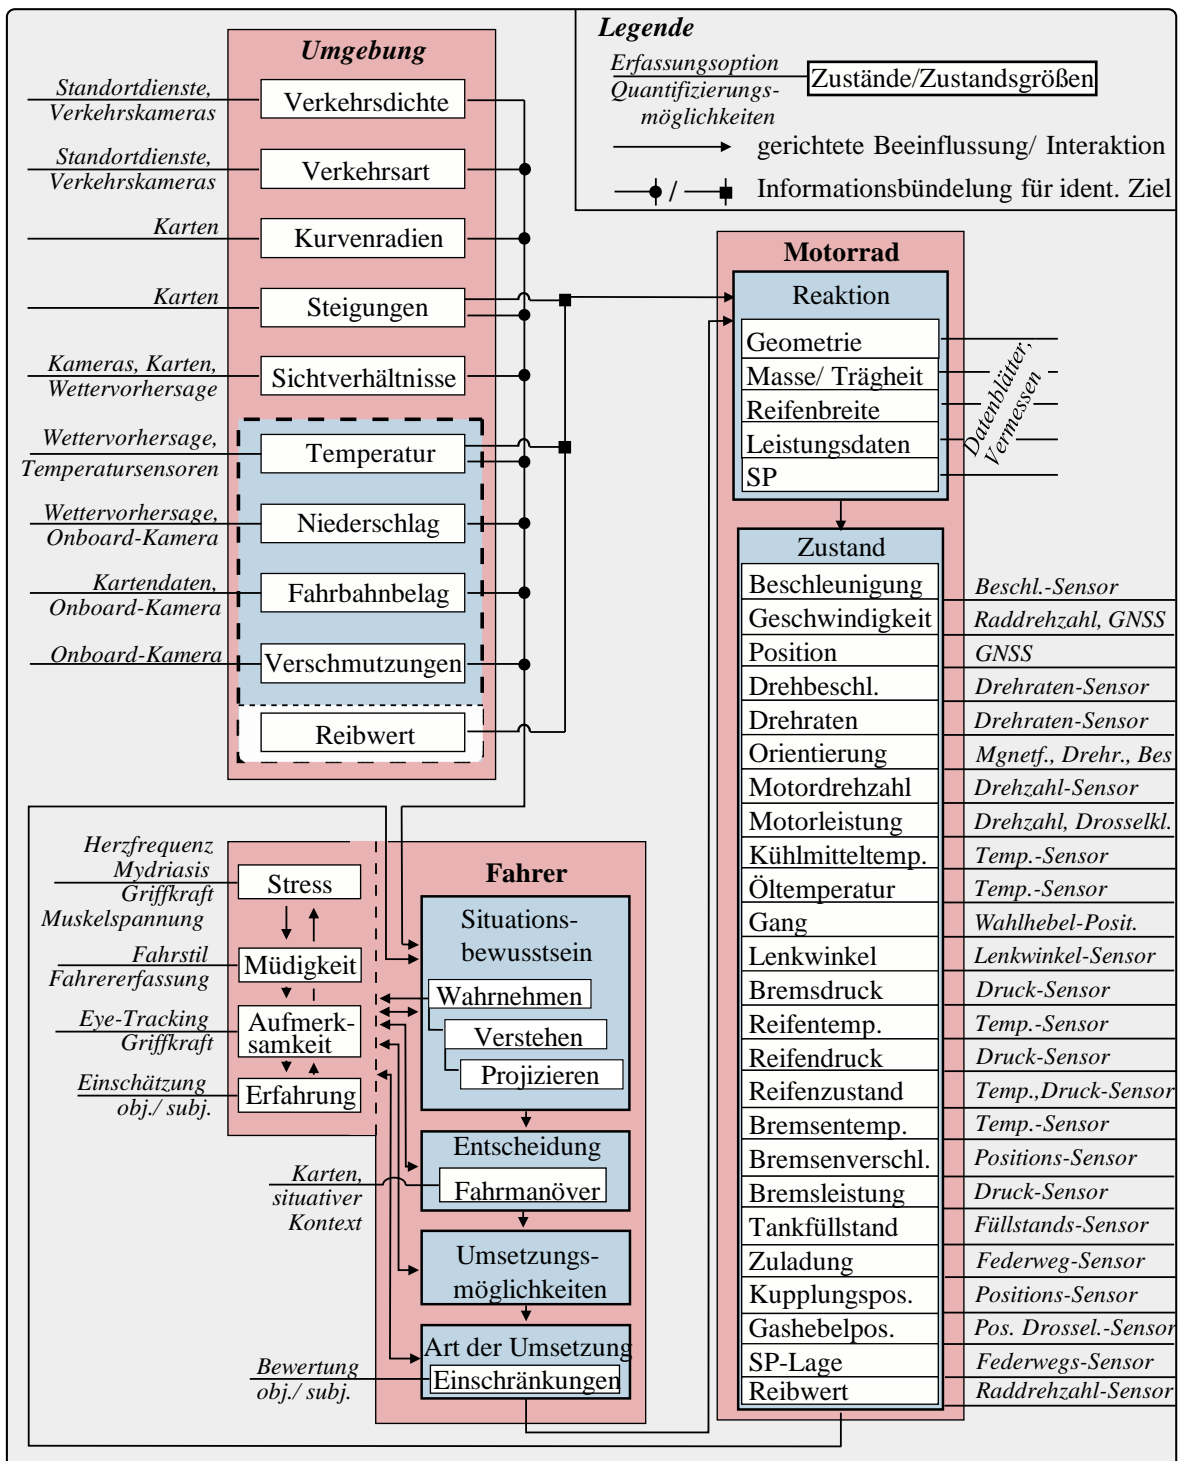 Legende
Erfassungsoption
Quantifizierungs-
möglichkeiten
Zustände/Zustandsgrößen
gerichtete Beeinflussung/ Interaktion
/
Informationsbündelung für ident. Ziel
Umgebung
Standortdienste,
Verkehrskameras
Verkehrsdichte
Standortdienste,
Verkehrskameras
Verkehrsart
Karten
Kurvenradien
Karten
Steigungen
Kameras, Karten,
Wettervorhersage
Sichtverhältnisse
Wettervorhersage,
Temperatursensoren
Temperatur
Wettervorhersage,
Onboard-Kamera
Niederschlag
Kartendaten,
Onboard-Kamera
Fahrbahnbelag
Onboard-Kamera
Verschmutzungen
Reibwert
Herzfrequenz
Mydriasis
Griffkraft
Muskelspannung
Stress
Fahrstil
Fahrererfassung
Müdigkeit
Eye-Tracking
Griffkraft
Aufmerk-
samkeit
Einschätzung
obj./ subj.
Erfahrung
Fahrer
Situations-
bewusstsein
Wahrnehmen
Verstehen
Projizieren
Entscheidung
Karten,
situativer
Kontext
Fahrmanöver
Umsetzungs-
möglichkeiten
Art der Umsetzung
Bewertung
obj./ subj.
Einschränkungen
Motorrad
Reaktion
Geometrie
Masse/ Trägheit
Reifenbreite
Leistungsdaten
SP
Datenblätter,
Vermessen
Zustand
Beschleunigung
Beschl.-Sensor
Geschwindigkeit
Raddrehzahl, GNSS
Position
GNSS
Drehbeschl.
Drehraten-Sensor
Drehraten
Drehraten-Sensor
Orientierung
Mgnetf., Drehr., Bes
Motordrehzahl
Drehzahl-Sensor
Motorleistung
Drehzahl, Drosselkl.
Kühlmitteltemp.
Temp.-Sensor
Öltemperatur
Temp.-Sensor
Gang
Wahlhebel-Posit.
Lenkwinkel
Lenkwinkel-Sensor
Bremsdruck
Druck-Sensor
Reifentemp.
Temp.-Sensor
Reifendruck
Druck-Sensor
Reifenzustand
Temp.,Druck-Sensor
Bremsentemp.
Temp.-Sensor
Bremsenverschl.
Positions-Sensor
Bremsleistung
Druck-Sensor
Tankfüllstand
Füllstands-Sensor
Zuladung
Federweg-Sensor
Kupplungspos.
Positions-Sensor
Gashebelpos.
Pos. Drossel.-Sensor
SP-Lage
Federwegs-Sensor
Reibwert
Raddrehzahl-Sensor